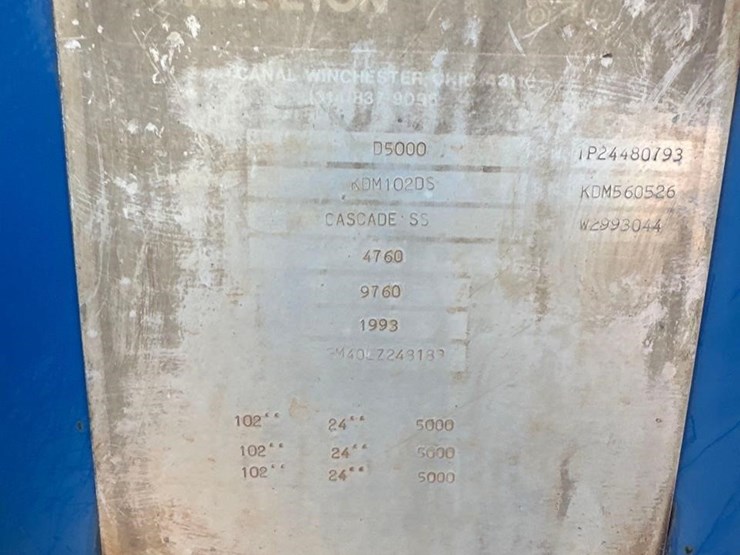 CANAL WINCHESTER OHIO
D5000 1P24480793
KDM102DS KDM560526
CASCADE SS W2993044
4760
9760
1993
102“ 24“ 5000
102“ 24“ 5000
102“ 24“ 5000